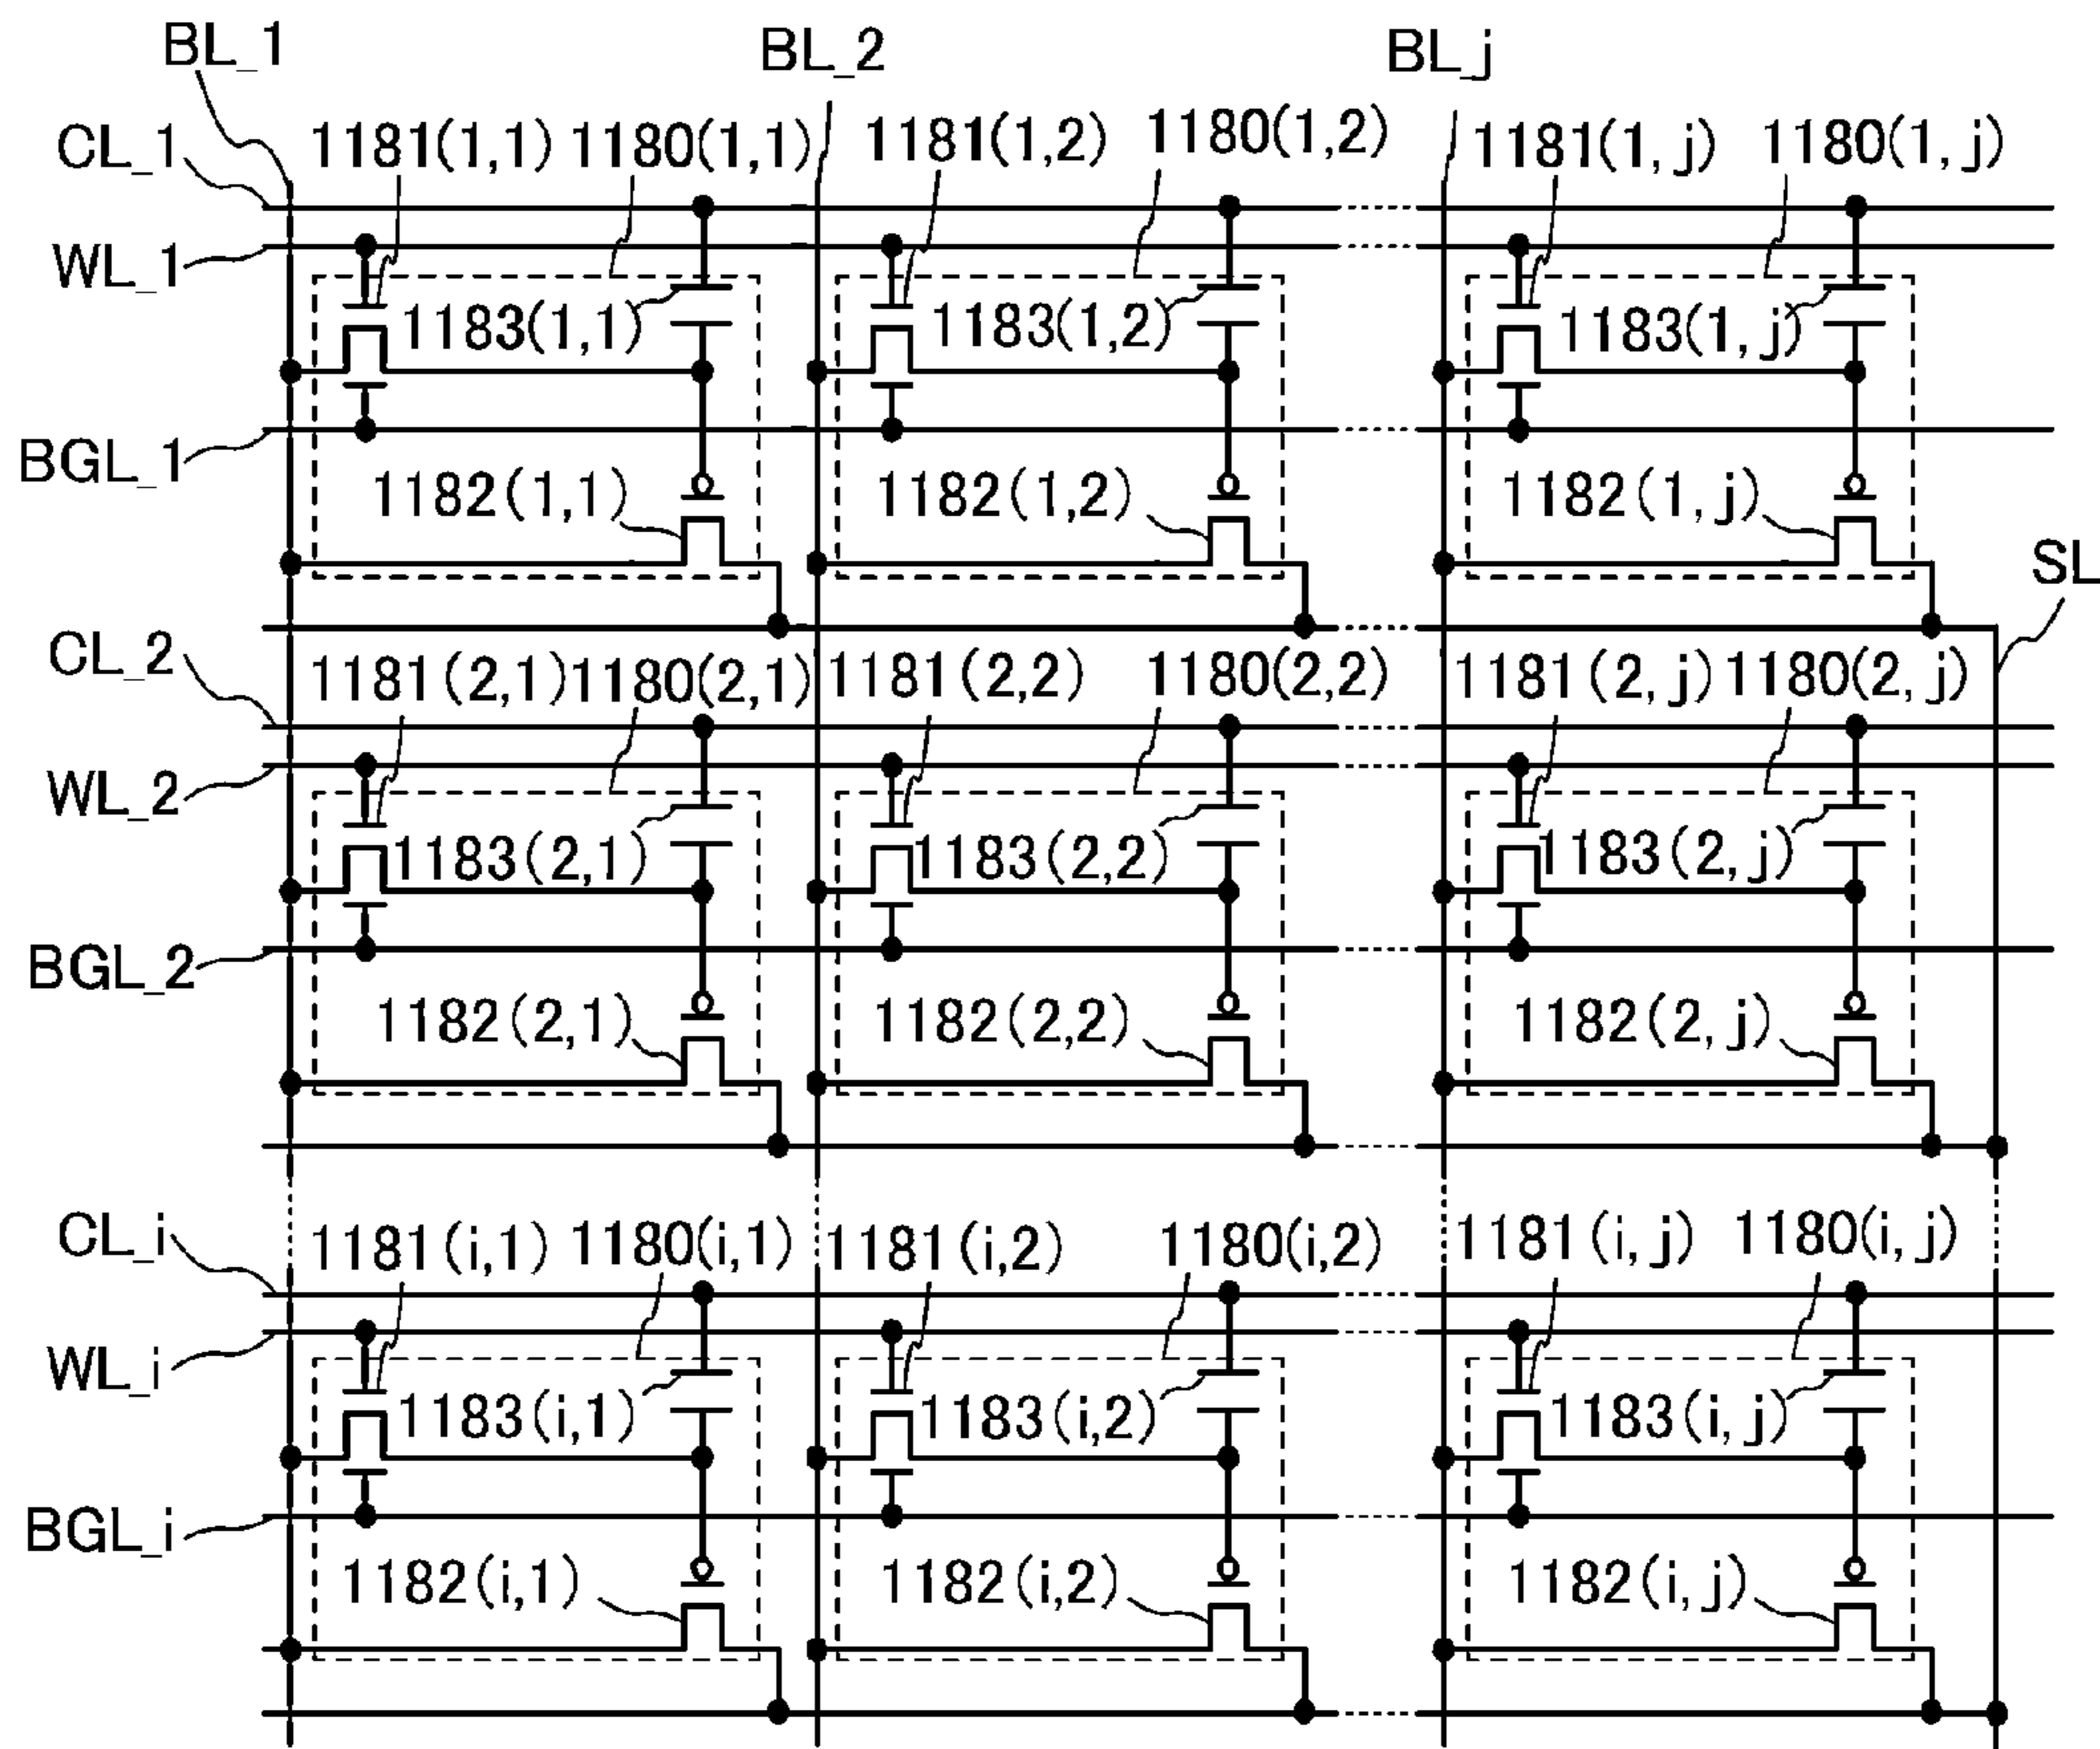 BL_1 BL_2 BL_j
CL_1 1181(1,1) 1180(1,1) 1181(1,2) 1180(1,2) 1181(1,j) 1180(1,j)
WL_1
1183(1,1) 1183(1,2) 1183(1,j)
BGL_1
1182(1,1) 1182(1,2) 1182(1,j)
SL
CL_2 1181(2,1) 1180(2,1) 1181(2,2) 1180(2,2) 1181(2,j) 1180(2,j)
WL_2
1183(2,1) 1183(2,2) 1183(2,j)
BGL_2
1182(2,1) 1182(2,2) 1182(2,j)
CL_i 1181(i,1) 1180(i,1) 1181(i,2) 1180(i,2) 1181(i,j) 1180(i,j)
WL_i
1183(i,1) 1183(i,2) 1183(i,j)
BGL_i
1182(i,1) 1182(i,2) 1182(i,j)